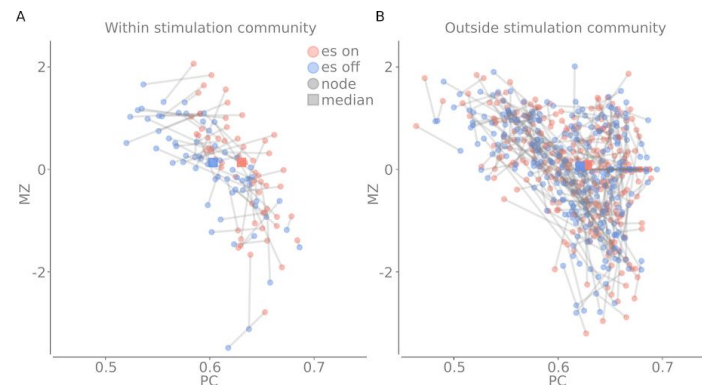 A
Within stimulation community
B
Outside stimulation community
es on
es off
node
median
2
0
-2
MZ
0.5
0.6
0.7
PC
2
0
-2
MZ
0.5
0.6
0.7
PC